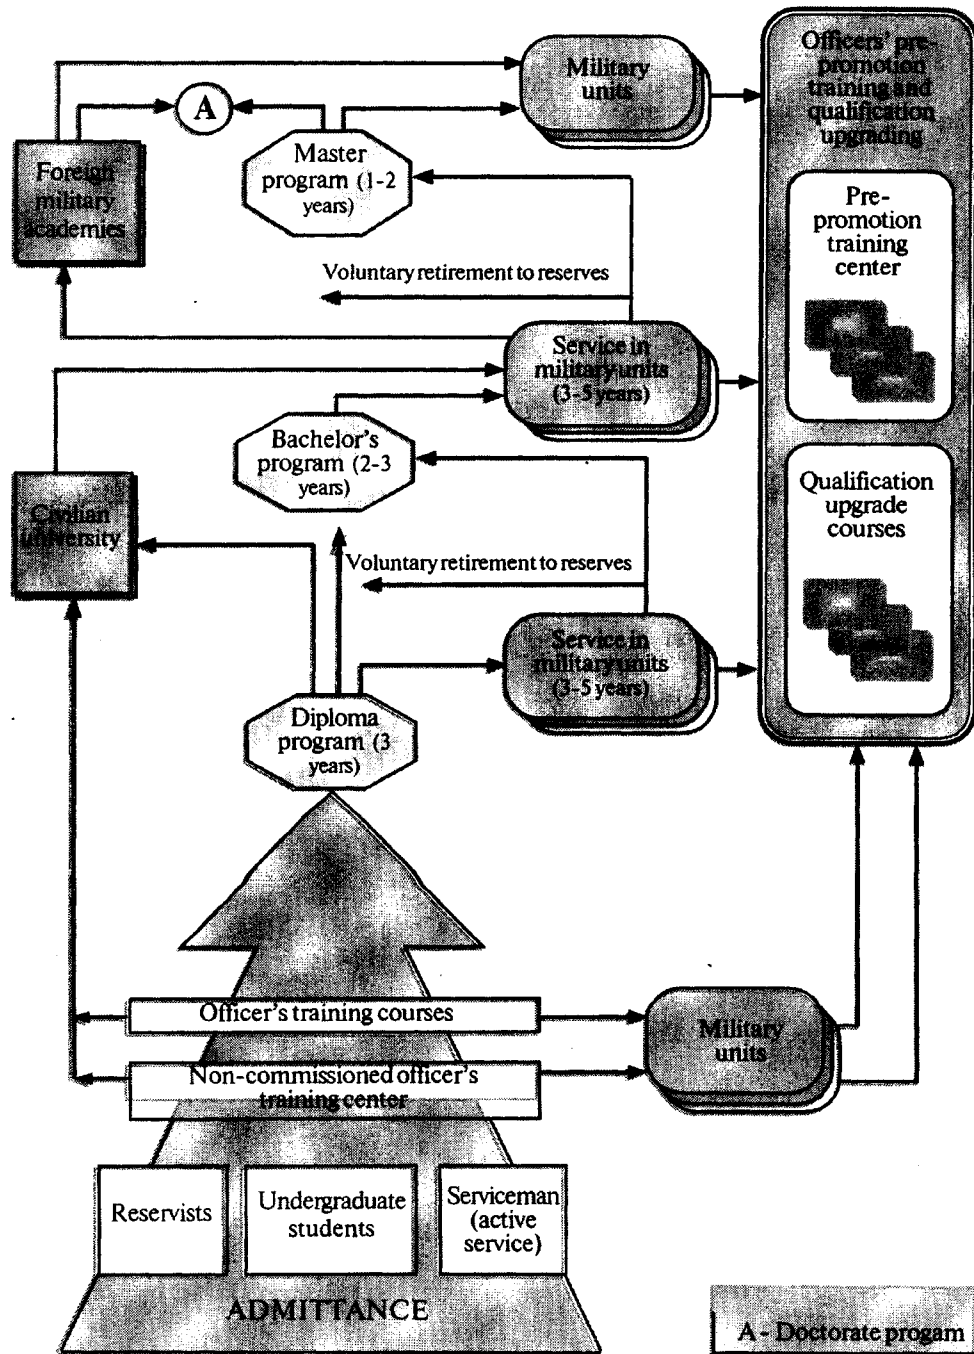 Officers' pre-
promotion
training and
qualification
upgrading
Military
units
A
Master
program (1-2
years)
Foreign
military
academies
Pre-
promotion
training
center
Voluntary retirement to reserves
Service in
military units
(3-5 years)
Bachelor's
program (2-3
years)
Qualification
upgrade
courses
Civilian
university
Voluntary retirement to reserves
Service in
military units
(3-5 years)
Diploma
program (3
years)
Officer's training courses
Military
units
Non-commissioned officer's
training center
Reservists
Undergraduate
students
Serviceman
(active
service)
ADMITTANCE
A - Doctorate progam